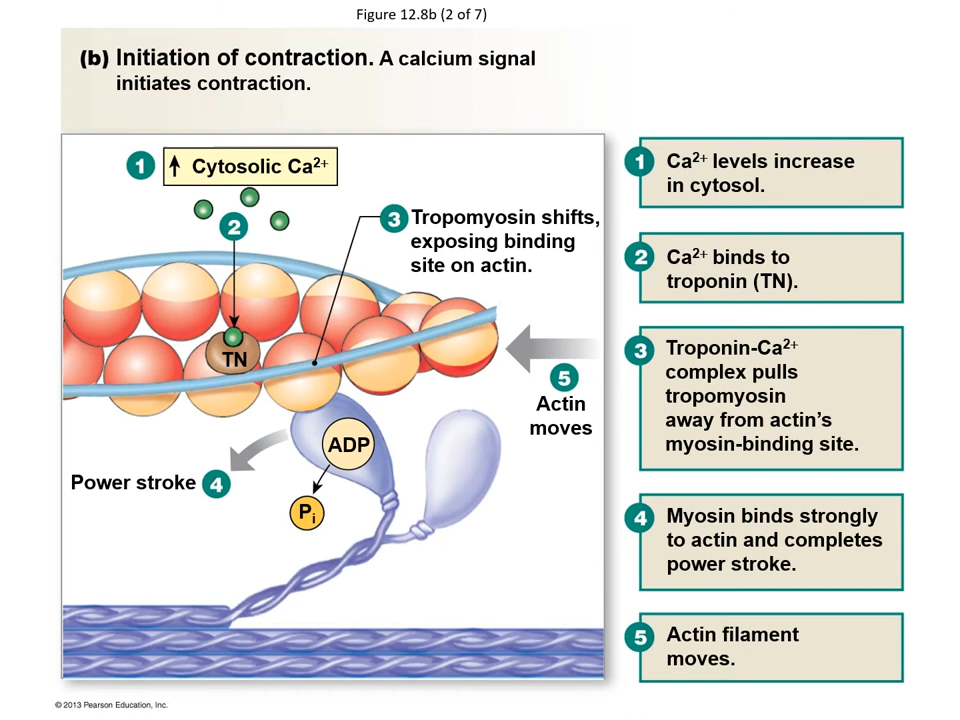 Figure 12.8b (2 of 7)
(b) Initiation of contraction. A calcium signal
initiates contraction.
1 ↑ Cytosolic Ca²⁺
2
3 Tropomyosin shifts,
exposing binding
site on actin.
TN
5
Actin
moves
ADP
Power stroke 4
Pᵢ
1 Ca²⁺ levels increase
in cytosol.
2 Ca²⁺ binds to
troponin (TN).
3 Troponin-Ca²⁺
complex pulls
tropomyosin
away from actin’s
myosin-binding site.
4 Myosin binds strongly
to actin and completes
power stroke.
5 Actin filament
moves.
© 2013 Pearson Education, Inc.